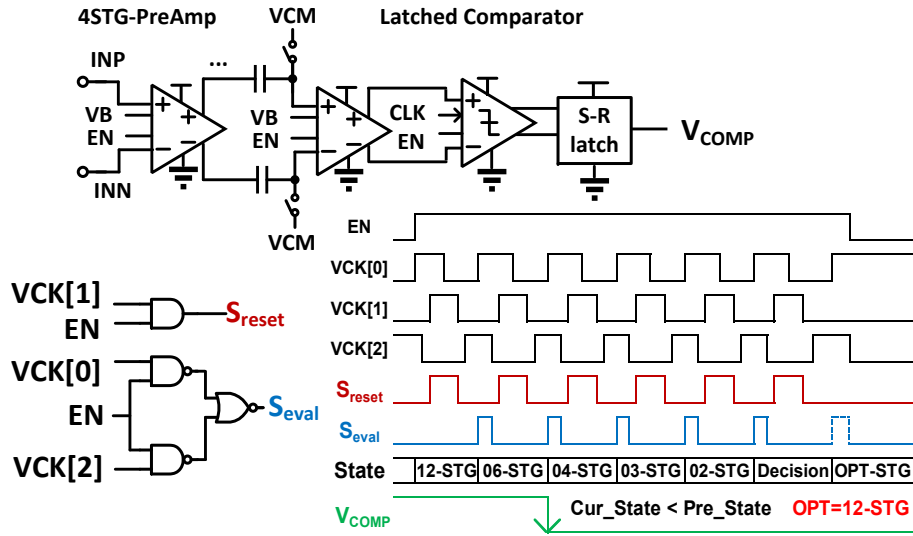 4STG-PreAmp
VCM
Latched Comparator
INP
...
VB
EN
INN
+
+
−
−
VB
EN
VCM
+
+
−
−
CLK
EN
+
−
S-R
latch
VCOMP
VCK[1]
EN
Sreset
VCK[0]
EN
VCK[2]
Seval
EN
VCK[0]
VCK[1]
VCK[2]
Sreset
Seval
State 12-STG 06-STG 04-STG 03-STG 02-STG Decision OPT-STG
VCOMP
Cur_State < Pre_State OPT=12-STG